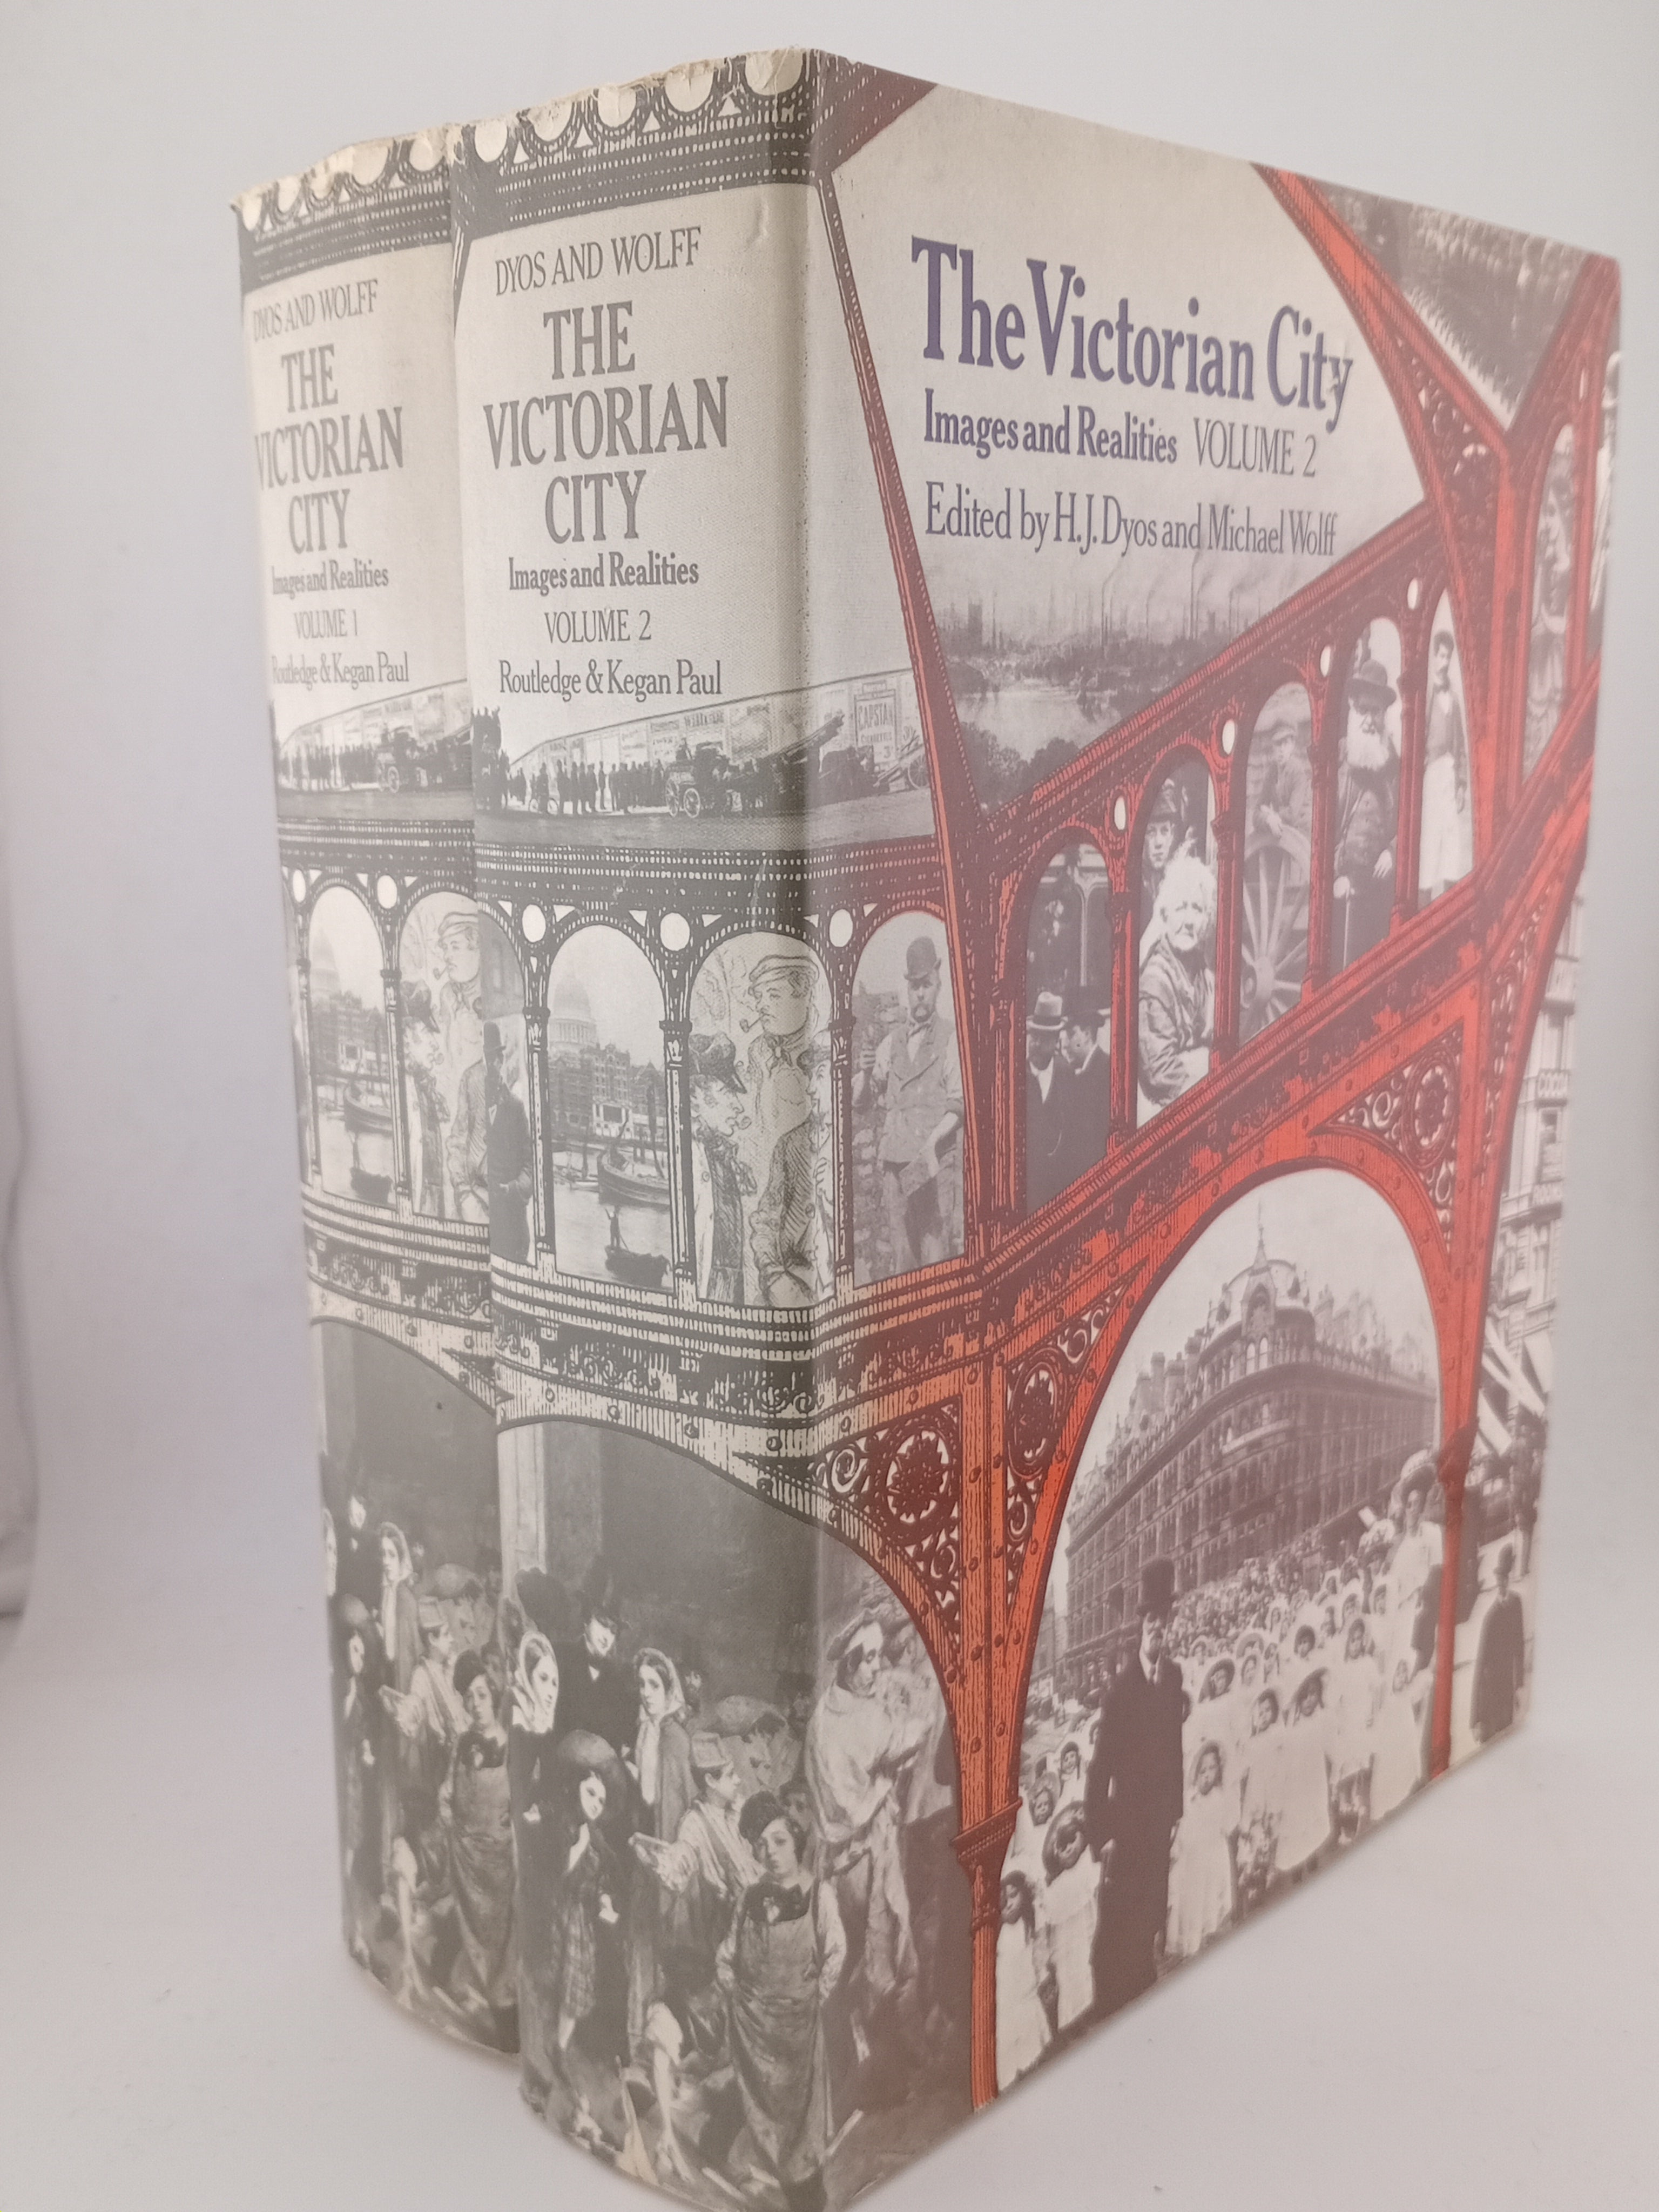 DYOS AND WOLFF
THE
VICTORIAN
CITY
Images and Realities
VOLUME 1
Routledge & Kegan Paul
DYOS AND WOLFF
THE
VICTORIAN
CITY
Images and Realities
VOLUME 2
Routledge & Kegan Paul
CAPSTAN
The Victorian City
Images and Realities VOLUME 2
Edited by H.J. Dyos and Michael Wolff